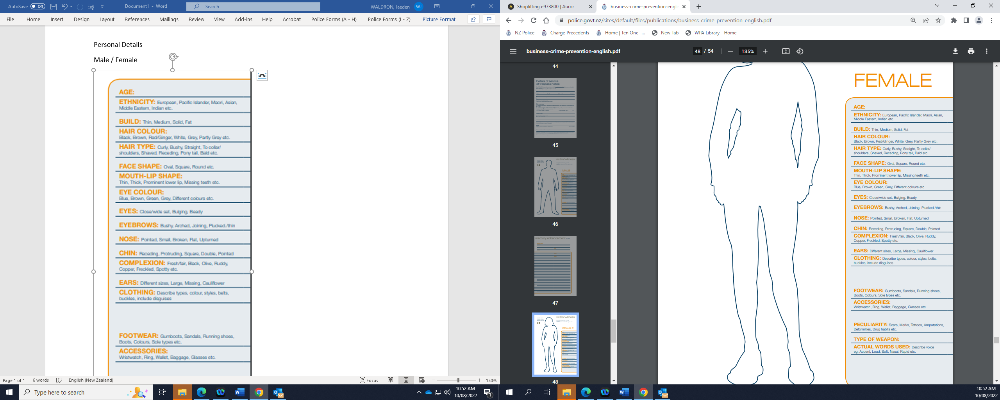 AutoSave Off
Document1 - Word
Search
WALDRON, Jaeden WJ
File Home Insert Design Layout References Mailings Review View Add-ins Help Acrobat Police Forms (A - H) Police Forms (I - Z) Picture Format
Personal Details
Male / Female
AGE:
ETHNICITY: European, Pacific Islander, Maori, Asian,
Middle Eastern, Indian etc.
BUILD: Thin, Medium, Solid, Fat
HAIR COLOUR:
Black, Brown, Red/Ginger, White, Grey, Partly Grey etc.
HAIR TYPE: Curly, Bushy, Straight, To collar/
shoulders, Shaved, Receding, Pony tail, Bald etc.
FACE SHAPE: Oval, Square, Round etc.
MOUTH-LIP SHAPE:
Thin, Thick, Prominent lower lip, Missing teeth etc.
EYE COLOUR:
Blue, Brown, Green, Grey, Different colours etc.
EYES: Close/wide set, Bulging, Beady
EYEBROWS: Bushy, Arched, Joining, Plucked./thin
NOSE: Pointed, Small, Broken, Flat, Upturned
CHIN: Receding, Protruding, Square, Double, Pointed
COMPLEXION: Fresh/fair, Black, Olive, Ruddy,
Copper, Freckled, Spotty etc.
EARS: Different sizes, Large, Missing, Cauliflower
CLOTHING: Describe types, colour, styles, belts,
buckles, include disguises
FOOTWEAR: Gumboots, Sandals, Running shoes,
Boots, Colours, Sole types etc.
ACCESSORIES:
Wristwatch, Ring, Wallet, Baggage, Glasses etc.
Page 1 of 1 6 words English (New Zealand) Focus 130%
Type here to search
10:52 AM
10/08/2022
1
Shoplifting e973800 | Auror
business-crime-prevention-engli
police.govt.nz/sites/default/files/publications/business-crime-prevention-english.pdf
NZ Police Charge Precedents Home | Ten One -... New Tab WPA Library - Home
business-crime-prevention-english.pdf 48 / 54 135%
44
Details of service
of trespass notice
45
victim/witness
MALE
46
memory enhancement
47
victim/witness
FEMALE
48
FEMALE
AGE:
ETHNICITY: European, Pacific Islander, Maori, Asian,
Middle Eastern, Indian etc.
BUILD: Thin, Medium, Solid, Fat
HAIR COLOUR:
Black, Brown, Red/Ginger, White, Grey, Partly Grey etc.
HAIR TYPE: Curly, Bushy, Straight, To collar/
shoulders, Shaved, Receding, Pony tail, Bald etc.
FACE SHAPE: Oval, Square, Round etc.
MOUTH-LIP SHAPE:
Thin, Thick, Prominent lower lip, Missing teeth etc.
EYE COLOUR:
Blue, Brown, Green, Grey, Different colours etc.
EYES: Close/wide set, Bulging, Beady
EYEBROWS: Bushy, Arched, Joining, Plucked./thin
NOSE: Pointed, Small, Broken, Flat, Upturned
CHIN: Receding, Protruding, Square, Double, Pointed
COMPLEXION: Fresh/fair, Black, Olive, Ruddy,
Copper, Freckled, Spotty etc.
EARS: Different sizes, Large, Missing, Cauliflower
CLOTHING: Describe types, colour, styles, belts,
buckles, include disguises
FOOTWEAR: Gumboots, Sandals, Running shoes,
Boots, Colours, Sole types etc.
ACCESSORIES:
Wristwatch, Ring, Wallet, Baggage, Glasses etc.
PECULIARITY: Scars, Marks, Tattoos, Amputations,
Deformities, Drug habits etc.
TYPE OF WEAPON:
ACTUAL WORDS USED: Describe voice
eg. Accent, Loud, Soft, Nasal, Rapid etc.
10:52 AM
10/08/2022